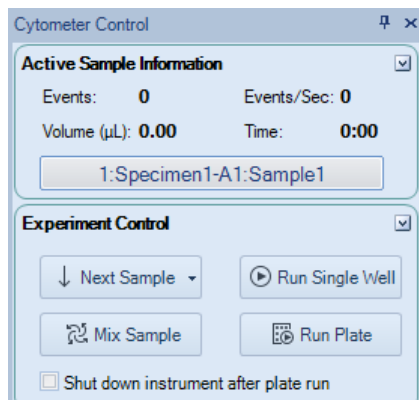 Cytometer Control
Active Sample Information
Events: 0 Events/Sec: 0
Volume (µL): 0.00 Time: 0:00
1:Specimen1-A1:Sample1
Experiment Control
Next Sample Run Single Well
Mix Sample Run Plate
Shut down instrument after plate run